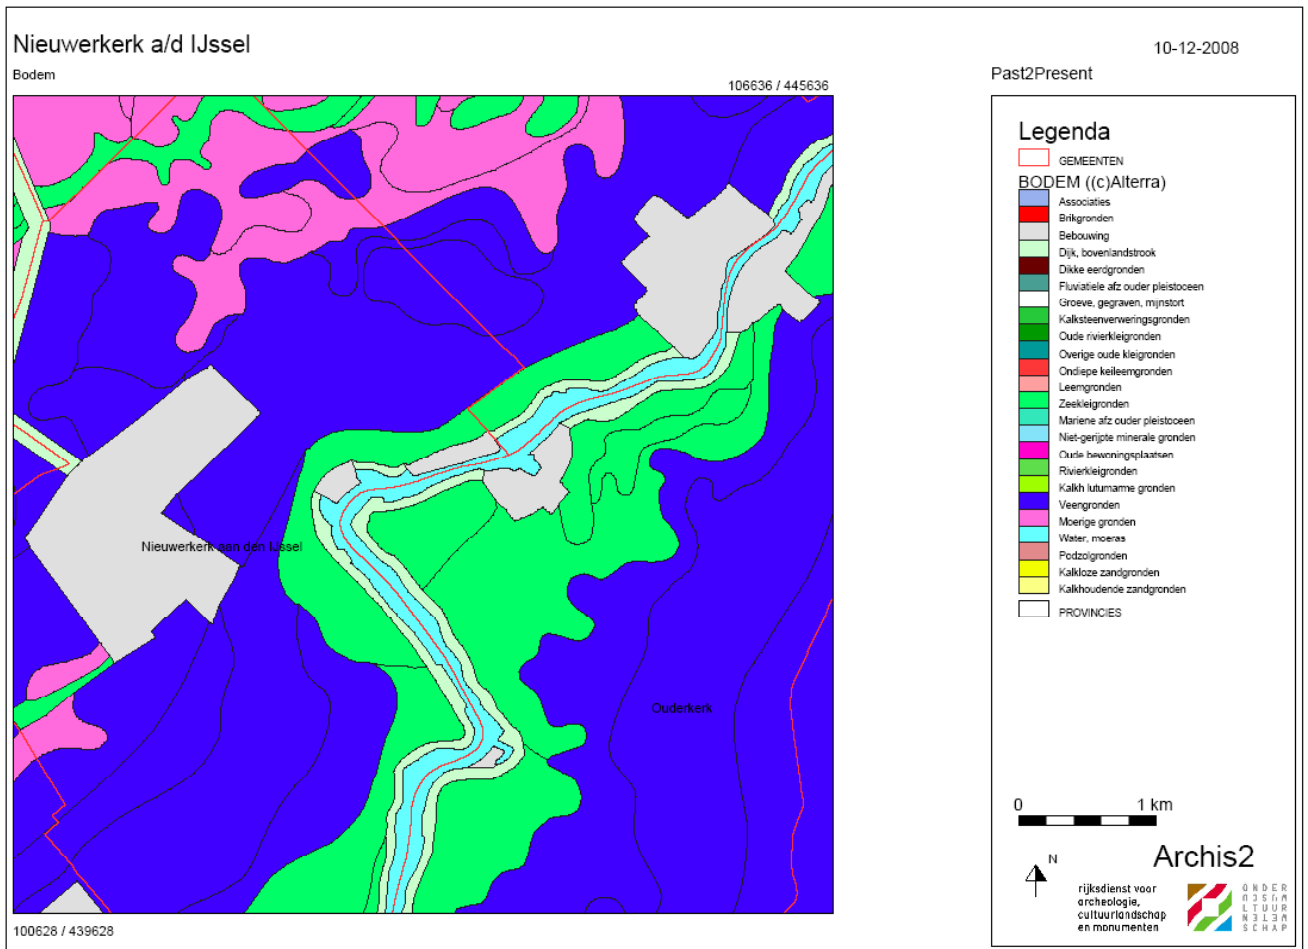 Nieuwerkerk a/d IJssel
10-12-2008
Bodem
Past2Present
106636 / 445636
Legenda
GEMEENTEN
BODEM ((c)Alterra)
Associaties
Brikgronden
Bebouwing
Dijk, bovenlandstrook
Dikke eerdgronden
Fluviatiele afz ouder pleistoceen
Groeve, gegraven, mijnstort
Kalksteenverweringsgronden
Oude rivierkleigronden
Overige oude kleigronden
Ondiepe keileemgronden
Leemgronden
Zeekleigronden
Mariene afz ouder pleistoceen
Niet-gerijpte minerale gronden
Oude bewoningsplaatsen
Rivierkleigronden
Kalkh lutumarme gronden
Veengronden
Moerige gronden
Water, moeras
Podzolgronden
Kalkloze zandgronden
Kalkhoudende zandgronden
PROVINCIES
Nieuwerkerk aan den IJssel
Ouderkerk
0 1 km
N
Archis2
rijksdienst voor
archeologie,
cultuurlandschap
en monumenten
100628 / 439628